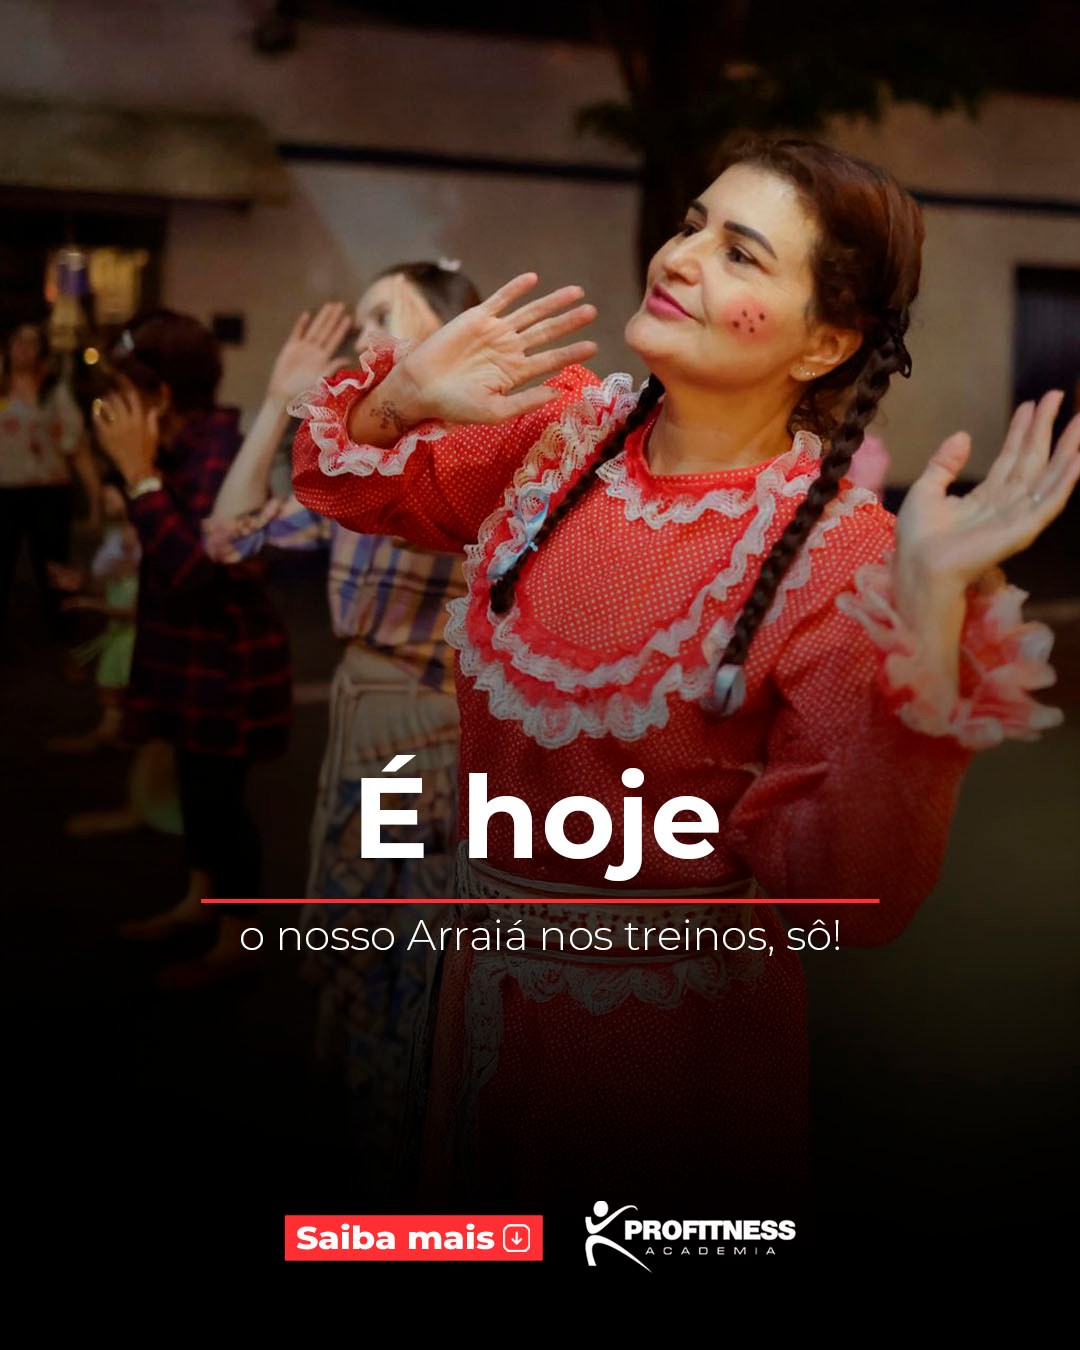 É hoje
o nosso Arraiá nos treinos, sô!
Saiba mais
PROFITNESS
ACADEMIA